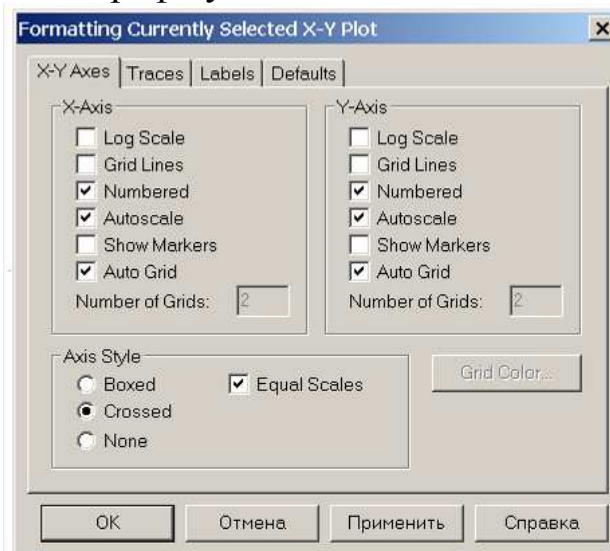 Formatting Currently Selected X-Y Plot
X-Y Axes Traces Labels Defaults
X-Axis
Log Scale
Grid Lines
Numbered
Autoscale
Show Markers
Auto Grid
Number of Grids: 2
Y-Axis
Log Scale
Grid Lines
Numbered
Autoscale
Show Markers
Auto Grid
Number of Grids: 2
Axis Style
Boxed
Crossed
None
Equal Scales
Grid Color...
OK Отмена Применить Справка